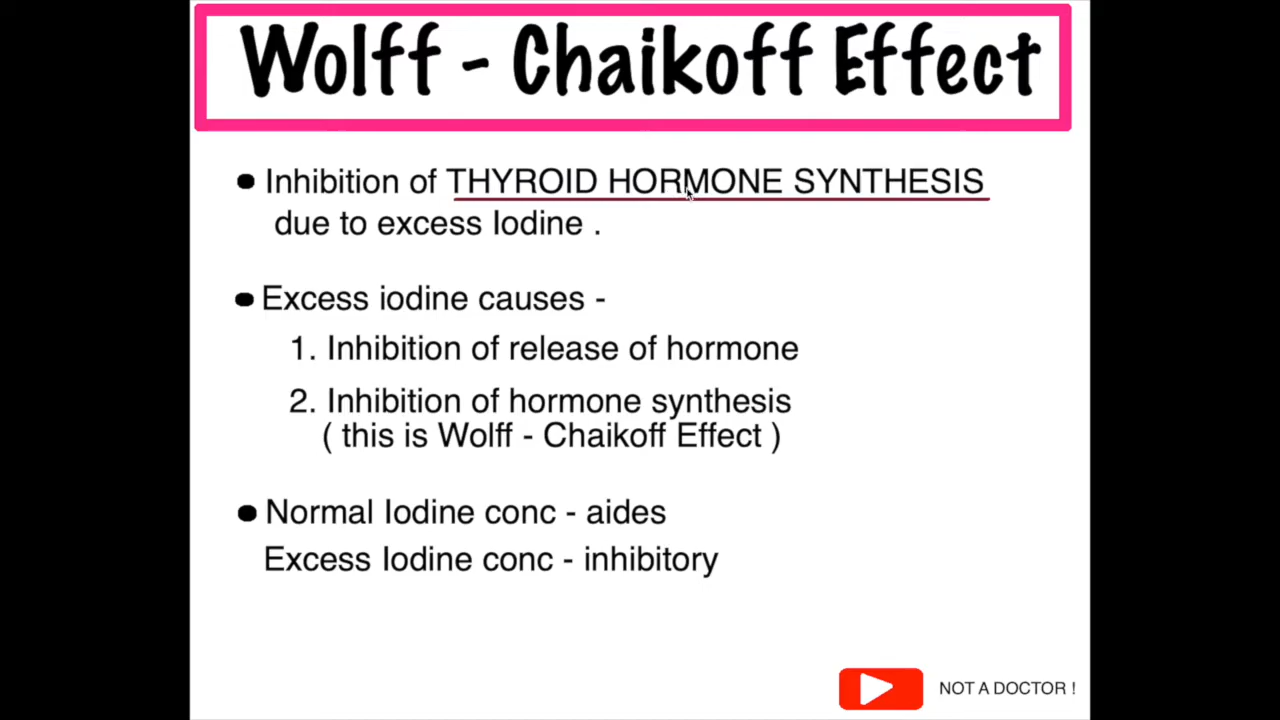 Wolff - Chaikoff Effect
• Inhibition of THYROID HORMONE SYNTHESIS
due to excess Iodine .
• Excess iodine causes -
1. Inhibition of release of hormone
2. Inhibition of hormone synthesis
( this is Wolff - Chaikoff Effect )
• Normal Iodine conc - aides
Excess Iodine conc - inhibitory
NOT A DOCTOR !